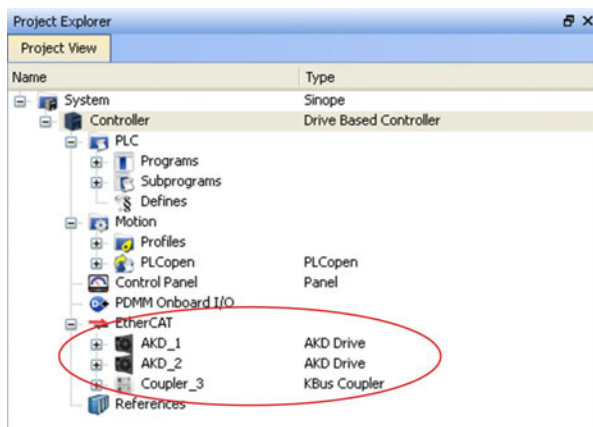 Project Explorer
Project View
Name Type
System Sinope
Controller Drive Based Controller
PLC
Programs
Subprograms
Defines
Motion
Profiles
PLCopen PLCopen
Control Panel Panel
PDMM Onboard I/O
EtherCAT
AKD_1 AKD Drive
AKD_2 AKD Drive
Coupler_3 KBus Coupler
References